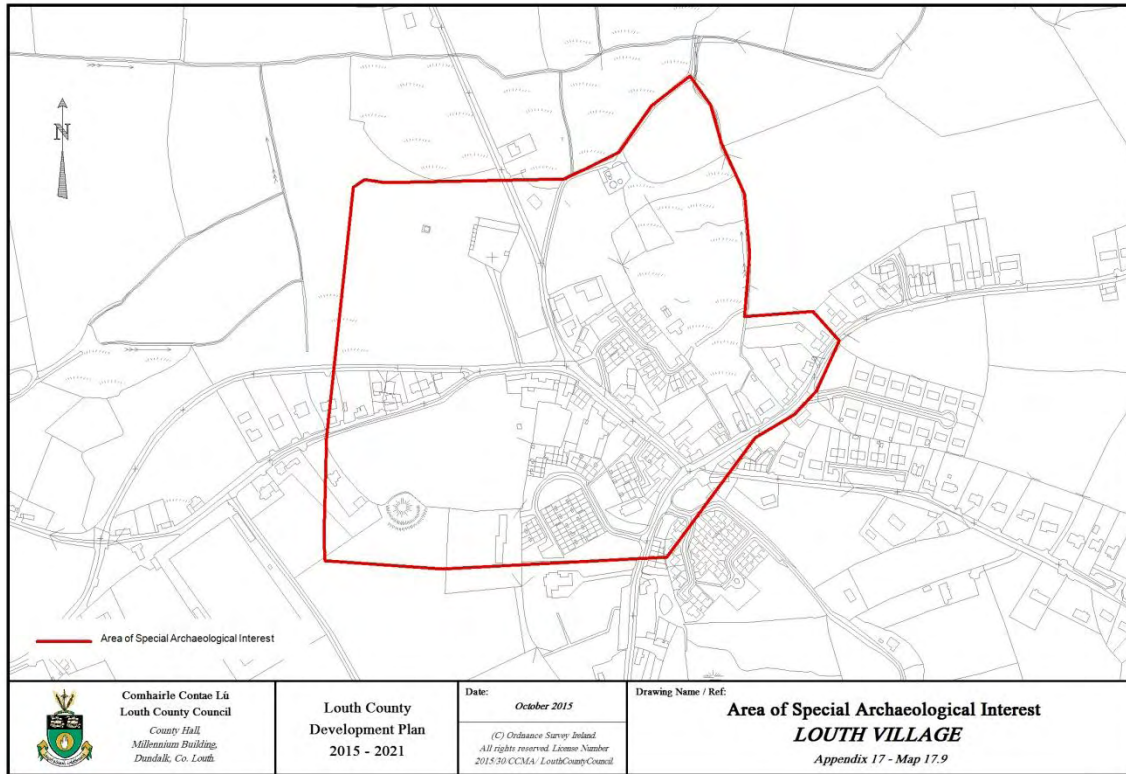 N
Area of Special Archaeological Interest
Comhairle Contae Lú
Louth County Council
County Hall,
Millennium Building,
Dundalk, Co. Louth.
Louth County
Development Plan
2015 - 2021
Date:
October 2015
(C) Ordnance Survey Ireland.
All rights reserved. License Number
2015/30/CCMA/ LouthCountyCouncil
Drawing Name / Ref:
Area of Special Archaeological Interest
LOUTH VILLAGE
Appendix 17 - Map 17.9